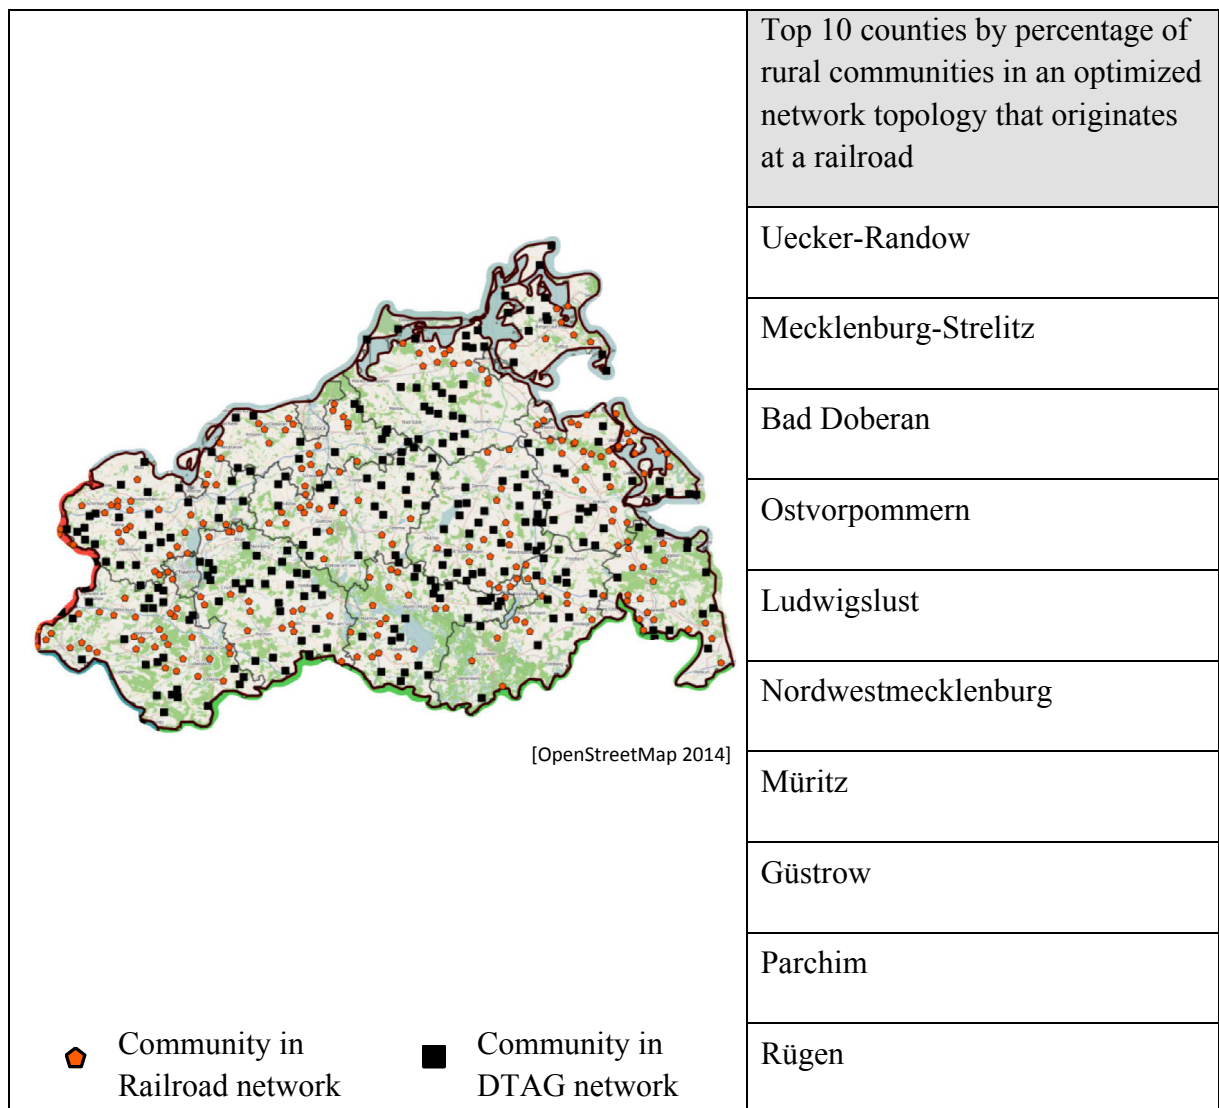 Top 10 counties by percentage of
rural communities in an optimized
network topology that originates
at a railroad
Uecker-Randow
Mecklenburg-Strelitz
Bad Doberan
Ostvorpommern
Ludwigslust
Nordwestmecklenburg
Müritz
Güstrow
Parchim
Rügen
[OpenStreetMap 2014]
Community in
Railroad network
Community in
DTAG network